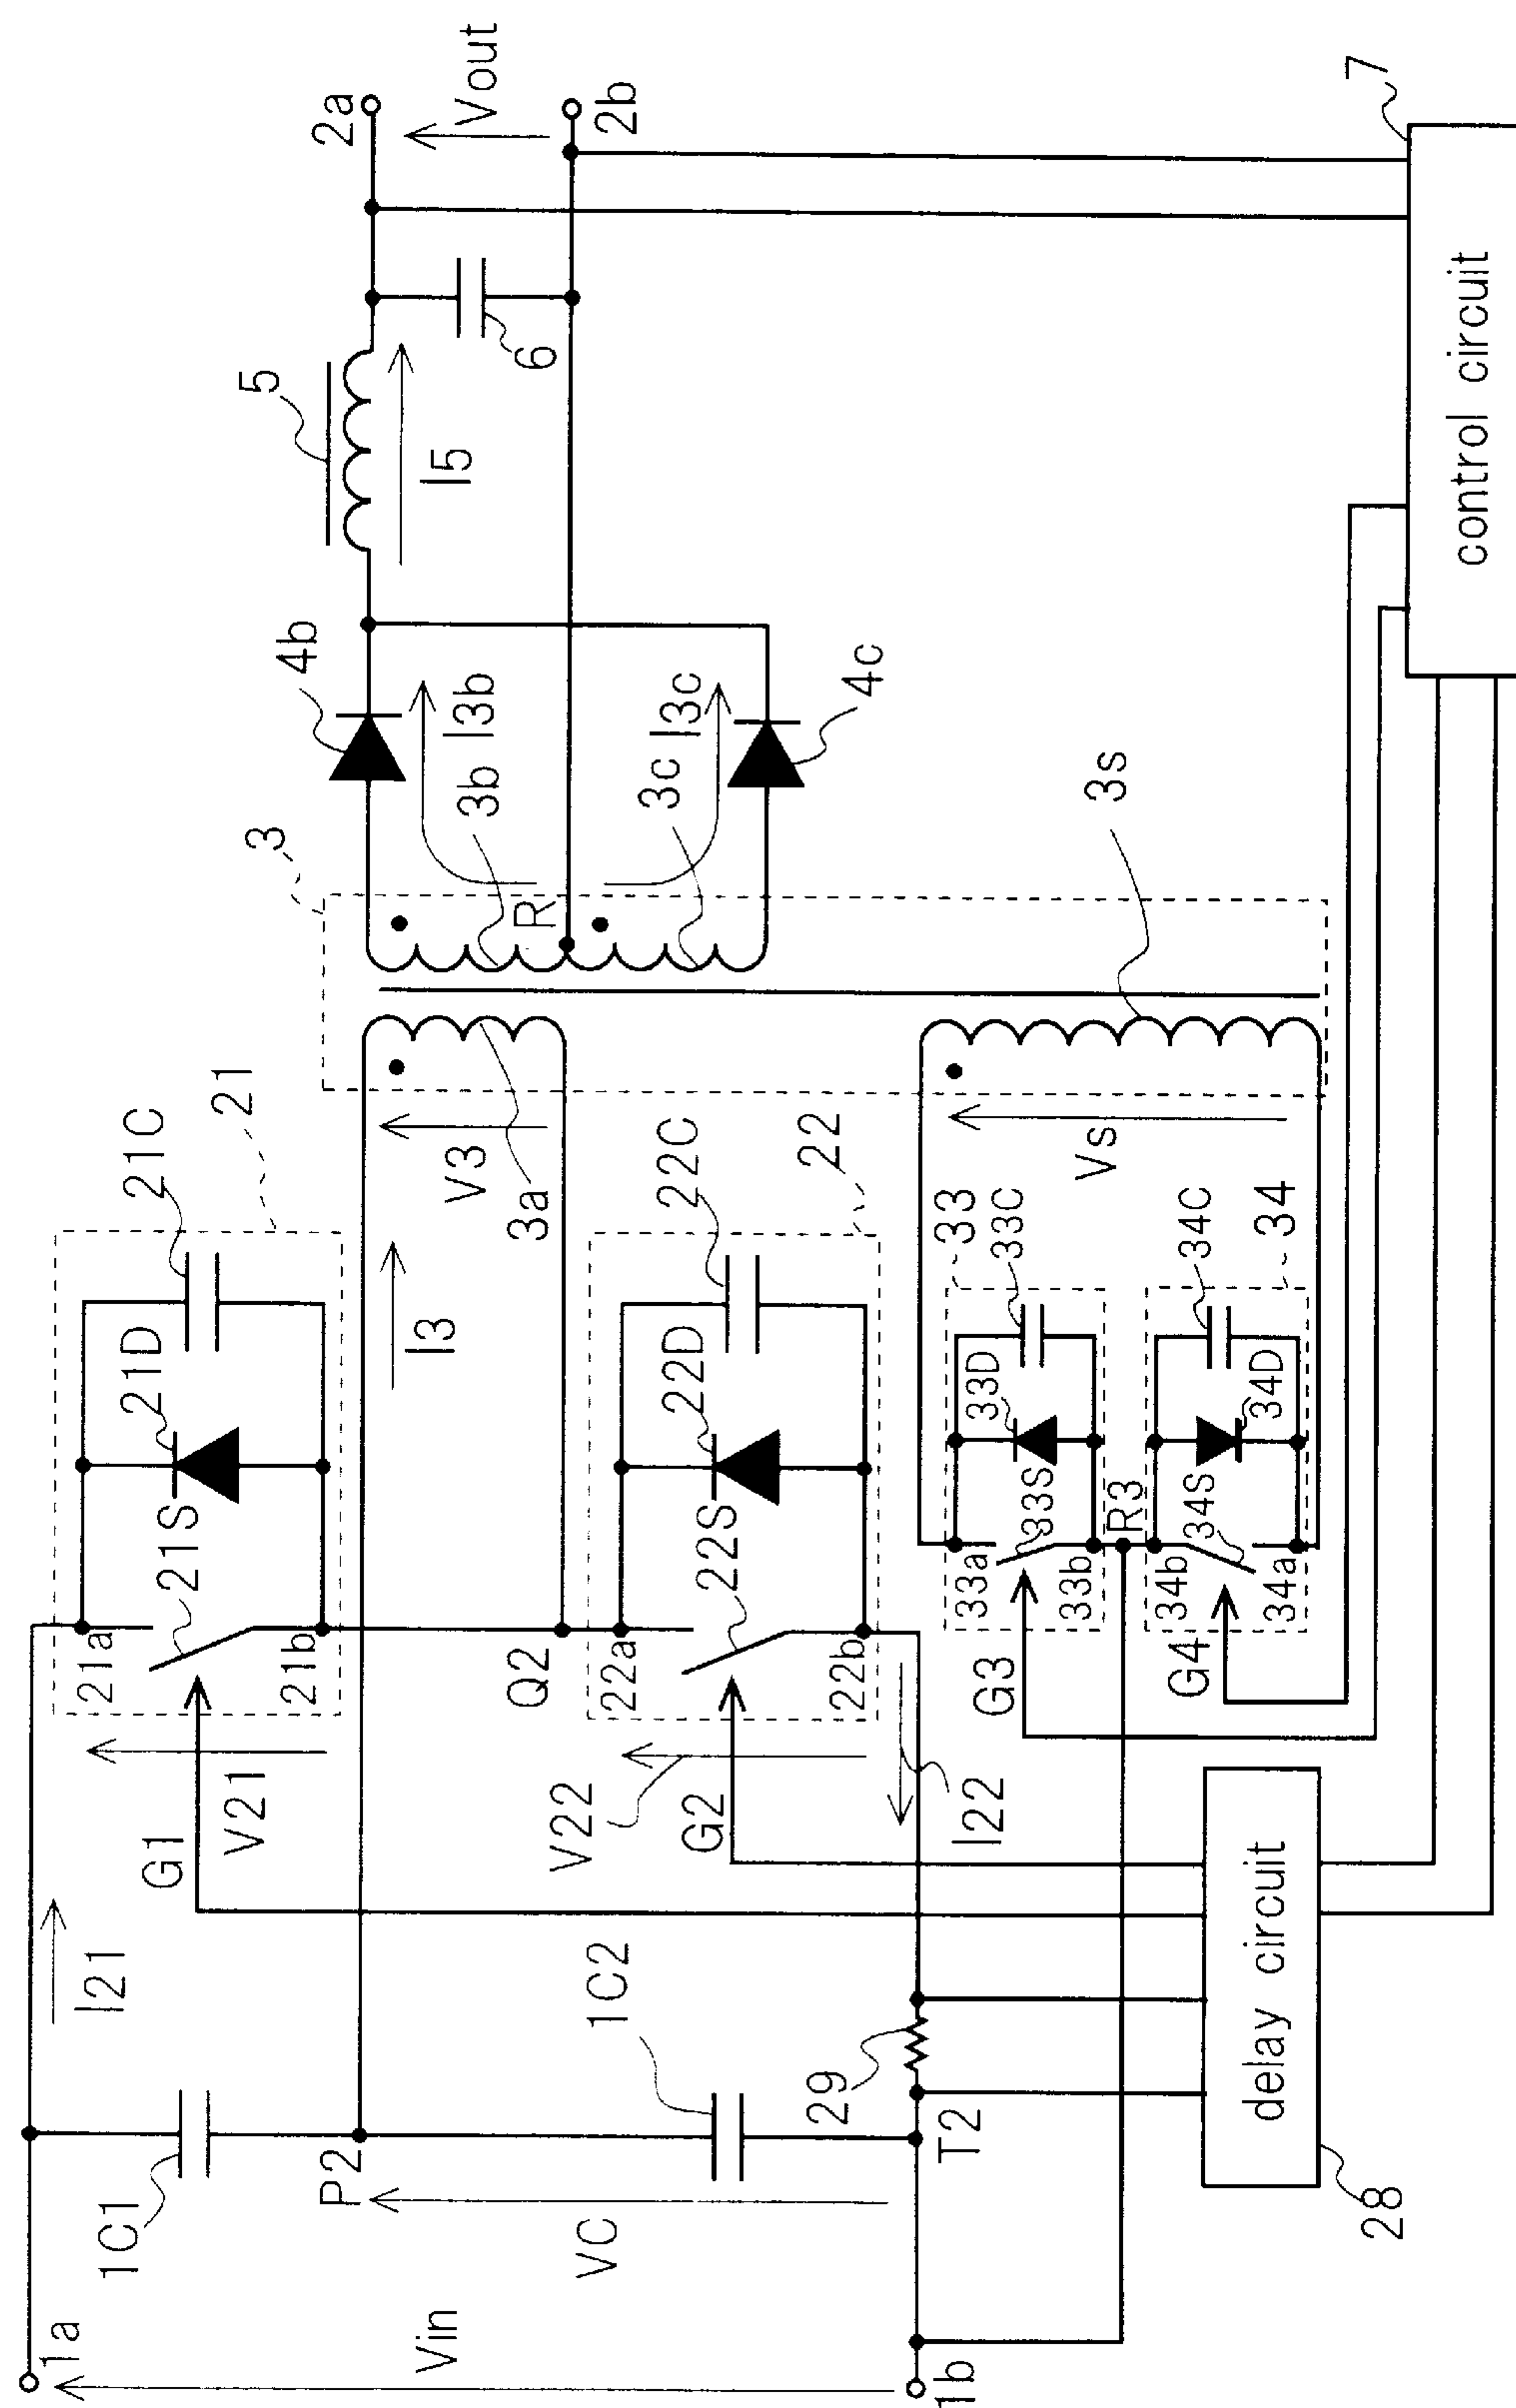 1a
1b
Vin
1C1
P2
VC
1C2
T2
29
I21
G1
V21
21a
21S
21b
21D
21C
21
Q2
V22
G2
22a
22S
22b
22D
22C
22
I22
I3
V3
3a
3
3b
R
3c
I3b
I3c
4b
4c
5
I5
6
2a
Vout
2b
3s
Vs
33
33C
33D
33S
33a
33b
R3
34
34C
34D
34S
34b
34a
G3
G4
delay circuit
28
control circuit
7